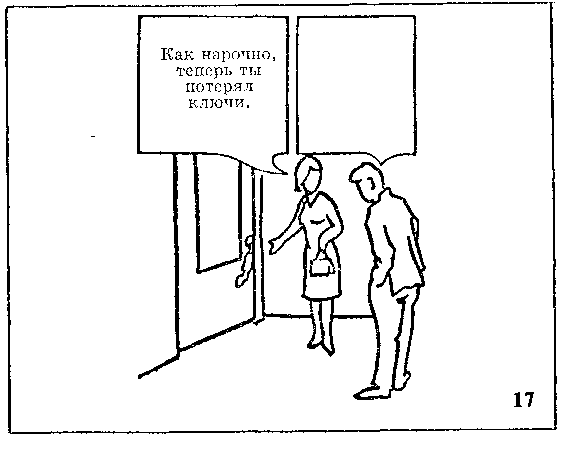 Как нарочно,
теперь ты
потерял
ключи.
17